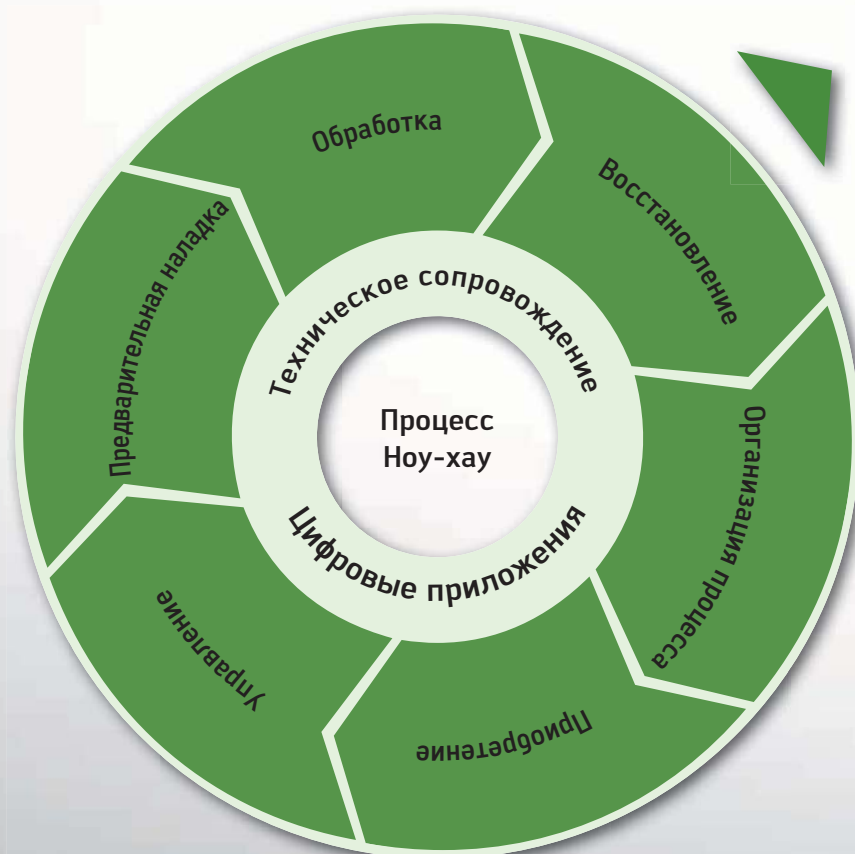 Обработка
Восстановление
Организация процесса
Приобретение
Управление
Предварительная наладка
Техническое сопровождение
Цифровые приложения
Процесс
Ноу-хау